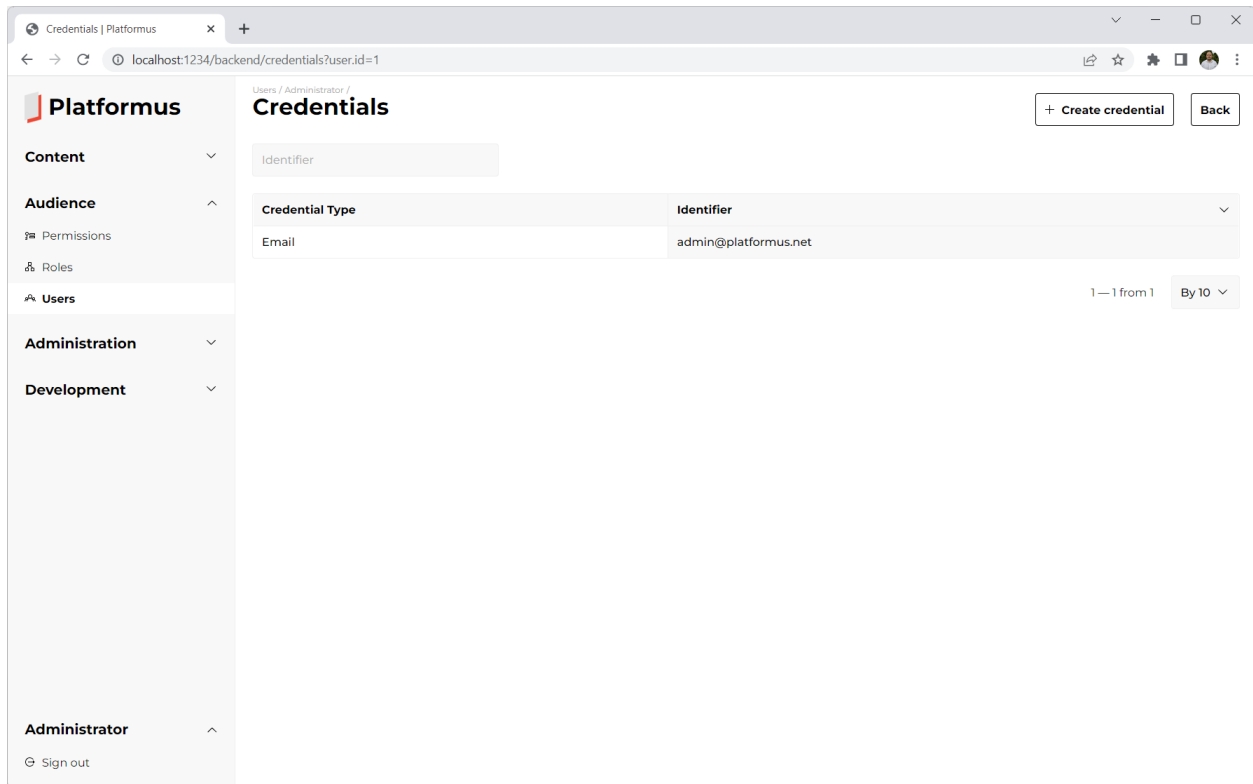 Credentials | Platformus
localhost:1234/backend/credentials?user.id=1
Platformus
Content
Audience
Permissions
Roles
Users
Administration
Development
Administrator
Sign out
Users / Administrator /
Credentials
+ Create credential
Back
Identifier
Credential Type Identifier
Email admin@platformus.net
1 — 1 from 1 By 10